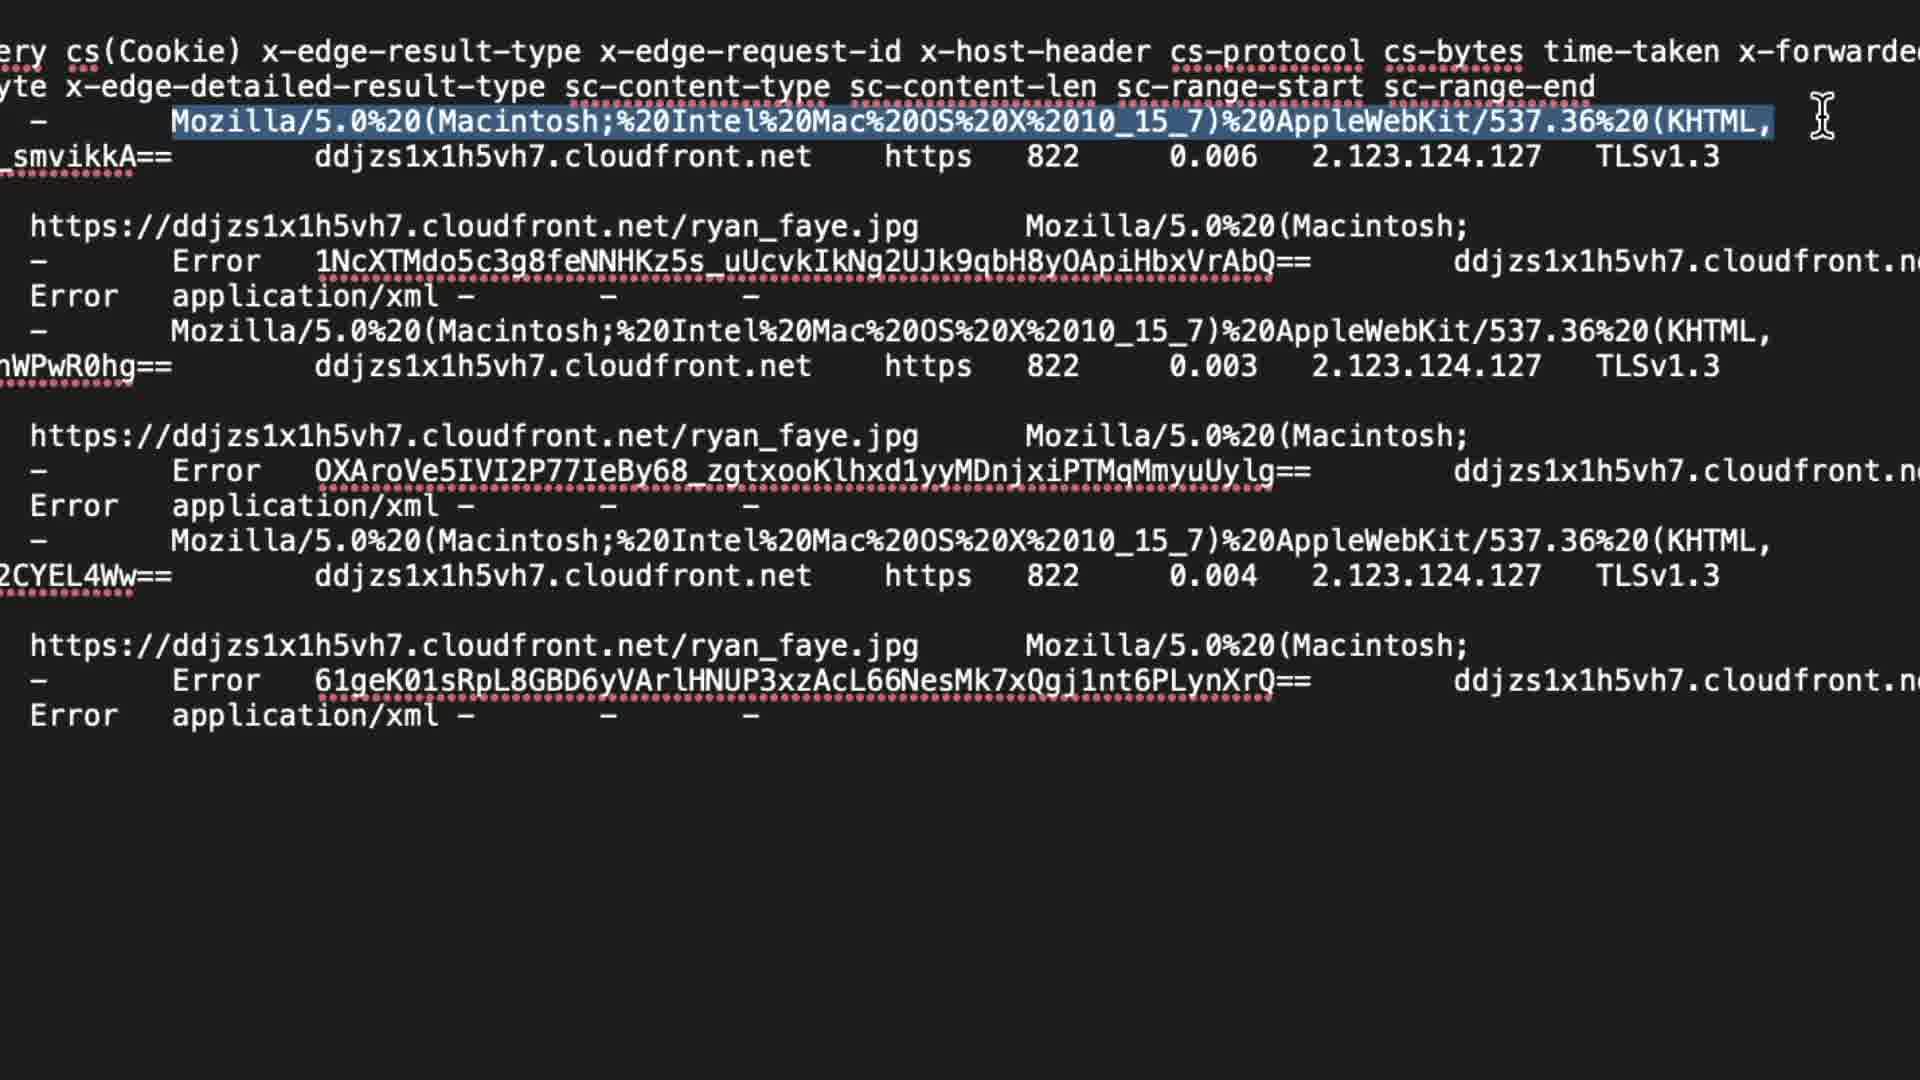 ery cs(Cookie) x-edge-result-type x-edge-request-id x-host-header cs-protocol cs-bytes time-taken x-forwarded
yte x-edge-detailed-result-type sc-content-type sc-content-len sc-range-start sc-range-end
- Mozilla/5.0%20(Macintosh;%20Intel%20Mac%20OS%20X%2010_15_7)%20AppleWebKit/537.36%20(KHTML,
_smvikkA== ddjzs1x1h5vh7.cloudfront.net https 822 0.006 2.123.124.127 TLSv1.3
https://ddjzs1x1h5vh7.cloudfront.net/ryan_faye.jpg Mozilla/5.0%20(Macintosh;
- Error 1NcXTMdo5c3g8feNNHKz5s_uUcvkIkNg2UJk9qbH8yOApiHbxVrAbQ== ddjzs1x1h5vh7.cloudfront.ne
Error application/xml - - -
- Mozilla/5.0%20(Macintosh;%20Intel%20Mac%20OS%20X%2010_15_7)%20AppleWebKit/537.36%20(KHTML,
nWPwR0hg== ddjzs1x1h5vh7.cloudfront.net https 822 0.003 2.123.124.127 TLSv1.3
https://ddjzs1x1h5vh7.cloudfront.net/ryan_faye.jpg Mozilla/5.0%20(Macintosh;
- Error OXAroVe5IVI2P77IeBy68_zgtxooKlhxd1yyMDnjxiPTMqMmyuUylg== ddjzs1x1h5vh7.cloudfront.ne
Error application/xml - - -
- Mozilla/5.0%20(Macintosh;%20Intel%20Mac%20OS%20X%2010_15_7)%20AppleWebKit/537.36%20(KHTML,
2CYEL4Ww== ddjzs1x1h5vh7.cloudfront.net https 822 0.004 2.123.124.127 TLSv1.3
https://ddjzs1x1h5vh7.cloudfront.net/ryan_faye.jpg Mozilla/5.0%20(Macintosh;
- Error 61geK01sRpL8GBD6yVArlHNUP3xzAcL66NesMk7xQgj1nt6PLynXrQ== ddjzs1x1h5vh7.cloudfront.ne
Error application/xml - - -